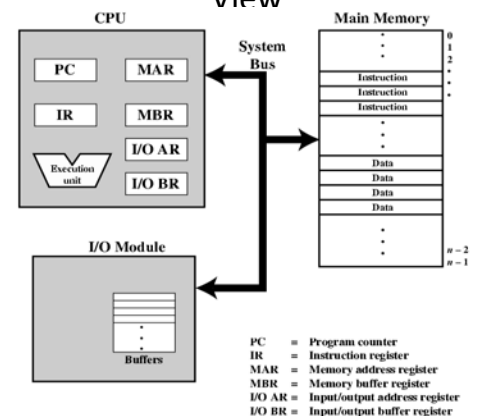 View
CPU
System
Bus
Main Memory
PC
MAR
IR
MBR
I/O AR
Execution
unit
I/O BR
0
1
2
Instruction
Instruction
Instruction
Data
Data
Data
Data
n – 2
n – 1
I/O Module
Buffers
PC = Program counter
IR = Instruction register
MAR = Memory address register
MBR = Memory buffer register
I/O AR = Input/output address register
I/O BR = Input/output buffer register